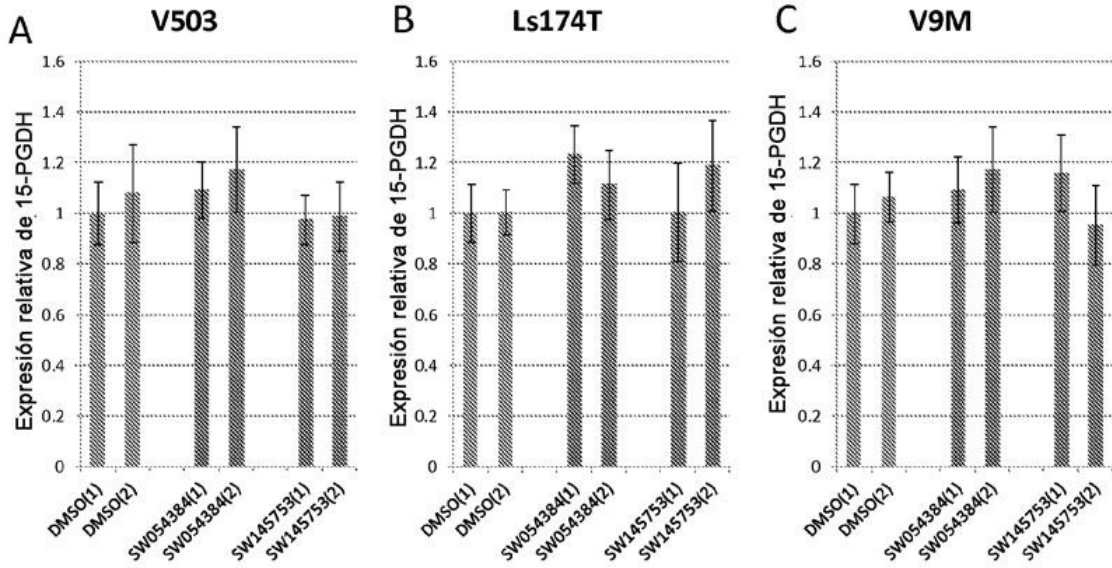 A
V503
Expresión relativa de 15-PGDH
1.6
1.4
1.2
1
0.8
0.6
0.4
0.2
0
DMSO(1)
DMSO(2)
SW054384(1)
SW054384(2)
SW145753(1)
SW145753(2)
B
Ls174T
Expresión relativa de 15-PGDH
1.6
1.4
1.2
1
0.8
0.6
0.4
0.2
0
DMSO(1)
DMSO(2)
SW054384(1)
SW054384(2)
SW145753(1)
SW145753(2)
C
V9M
Expresión relativa de 15-PGDH
1.6
1.4
1.2
1
0.8
0.6
0.4
0.2
0
DMSO(1)
DMSO(2)
SW054384(1)
SW054384(2)
SW145753(1)
SW145753(2)